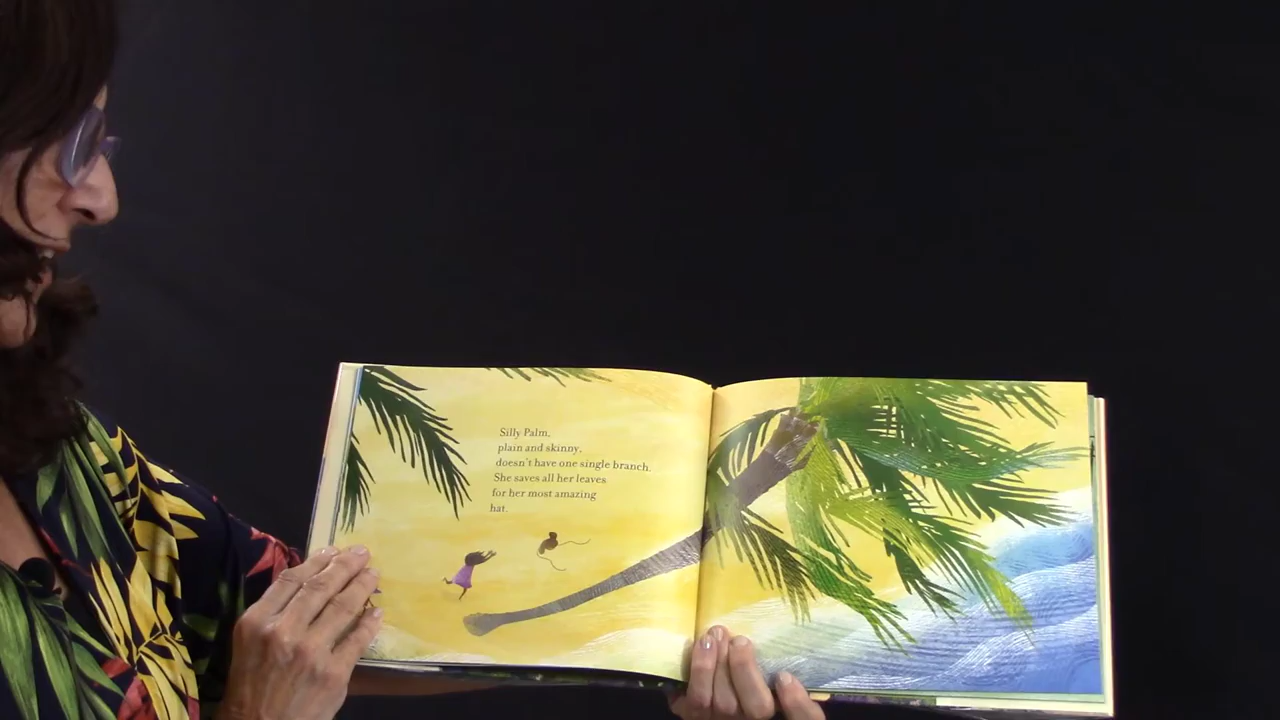 Silly Palm,
plain and skinny,
doesn't have one single branch.
She saves all her leaves
for her most amazing
hat.